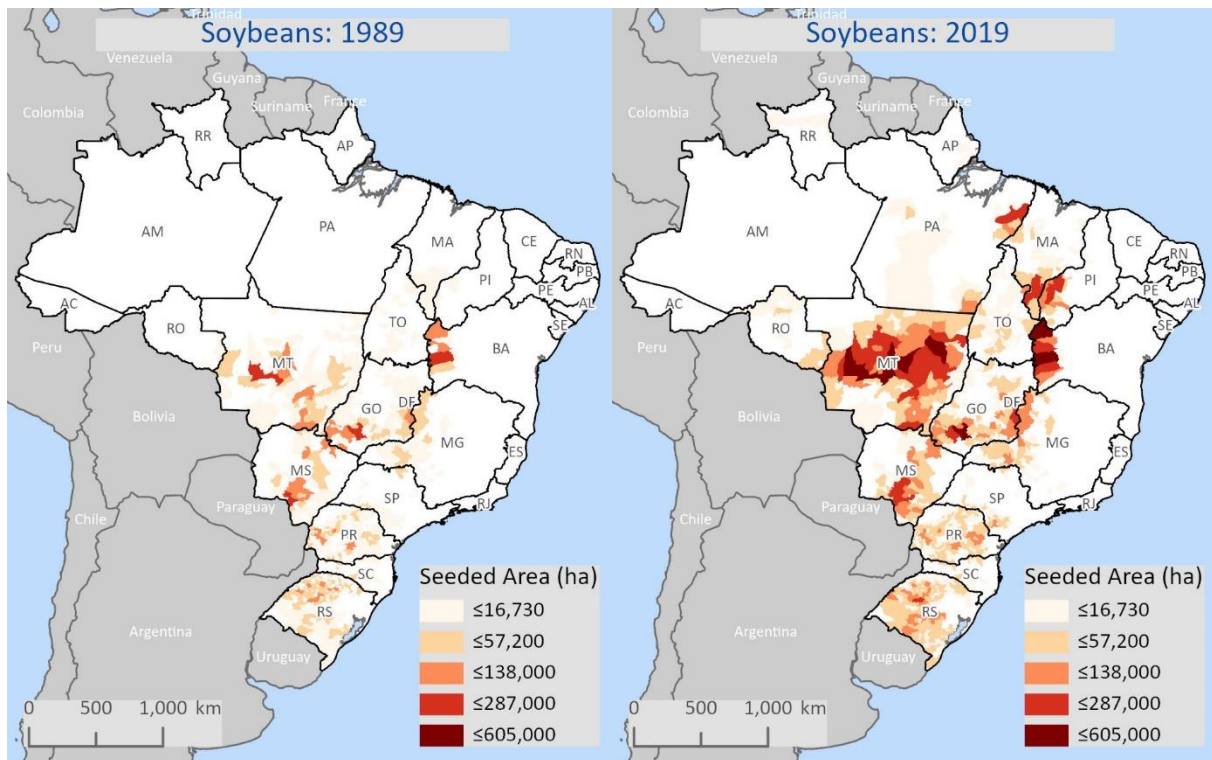 Trinidad
Soybeans: 1989
Venezuela
Guyana
Suriname
France
Colombia
RR
AP
AM
PA
MA
CE
RN
PB
PI
PE
AL
SE
AC
RO
TO
BA
Peru
MT
Bolivia
GO
DF
MG
ES
MS
SP
RJ
Paraguay
Chile
PR
SC
RS
Argentina
Uruguay
Seeded Area (ha)
≤16,730
≤57,200
≤138,000
≤287,000
≤605,000
0 500 1,000 km
Trinidad
Soybeans: 2019
Venezuela
Guyana
Suriname
France
Colombia
RR
AP
AM
PA
MA
CE
RN
PB
PI
PE
AL
SE
AC
RO
TO
BA
Peru
MT
Bolivia
GO
DF
MG
ES
MS
SP
RJ
Paraguay
Chile
PR
SC
RS
Argentina
Uruguay
Seeded Area (ha)
≤16,730
≤57,200
≤138,000
≤287,000
≤605,000
0 500 1,000 km